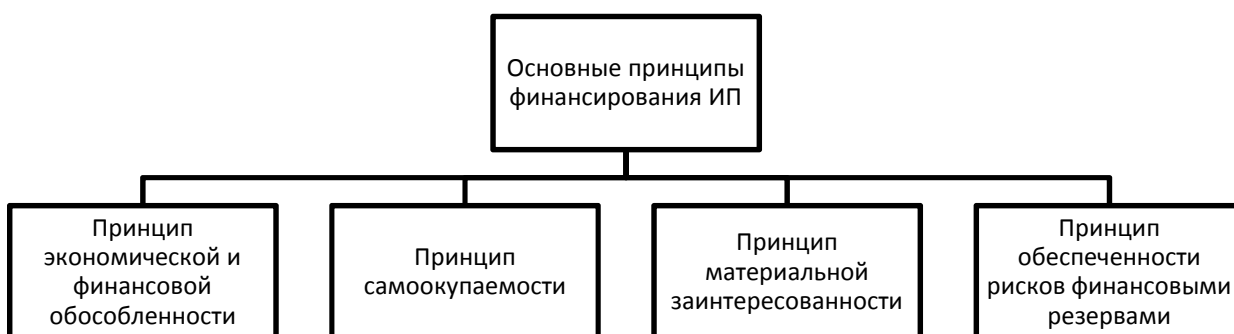 Основные принципы
финансирования ИП
Принцип
экономической и
финансовой
обособленности
Принцип
самоокупаемости
Принцип
материальной
заинтересованности
Принцип
обеспеченности
рисков финансовыми
резервами